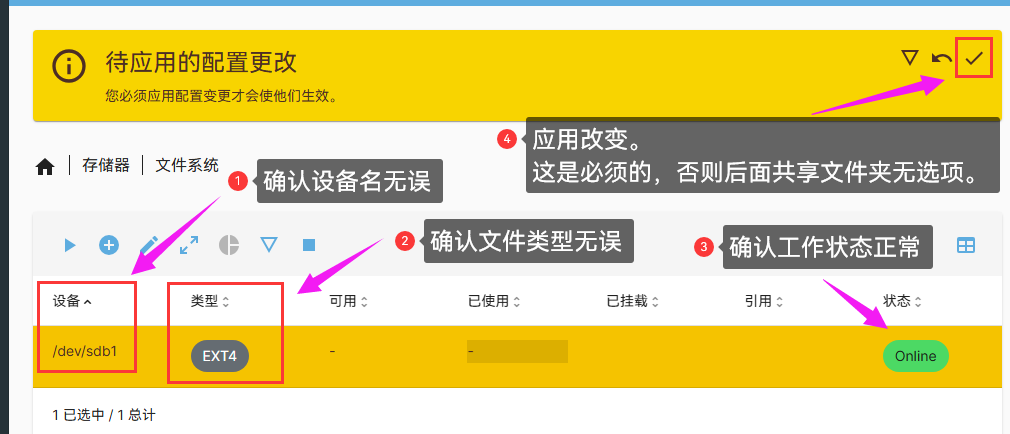 待应用的配置更改
您必须应用配置变更才会使他们生效。
4 应用改变。
这是必须的，否则后面共享文件夹无选项。
存储器 文件系统
1 确认设备名无误
2 确认文件类型无误
3 确认工作状态正常
设备 类型 可用 已使用 已挂载 引用 状态
/dev/sdb1 EXT4 - - Online
1 已选中 / 1 总计